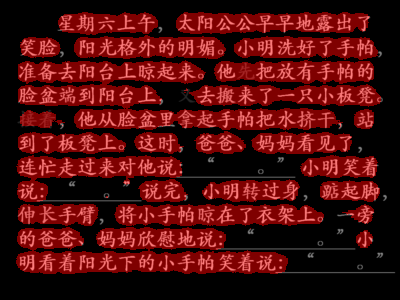 星期六上午，太阳公公早早地露出了
笑脸，阳光格外的明媚。小明洗好了手帕，
准备去阳台上晾起来。他先把放有手帕的
脸盆端到阳台上，又去搬来了一只小板凳。
接着，他从脸盆里拿起手帕把水挤干，站
到了板凳上。这时，爸爸、妈妈看见了，
连忙走过来对他说：“____。”小明笑着
说：“____。”说完，小明转过身，踮起脚，
伸长手臂，将小手帕晾在了衣架上。一旁
的爸爸、妈妈欣慰地说：“____。”小
明看着阳光下的小手帕笑着说：“____。”